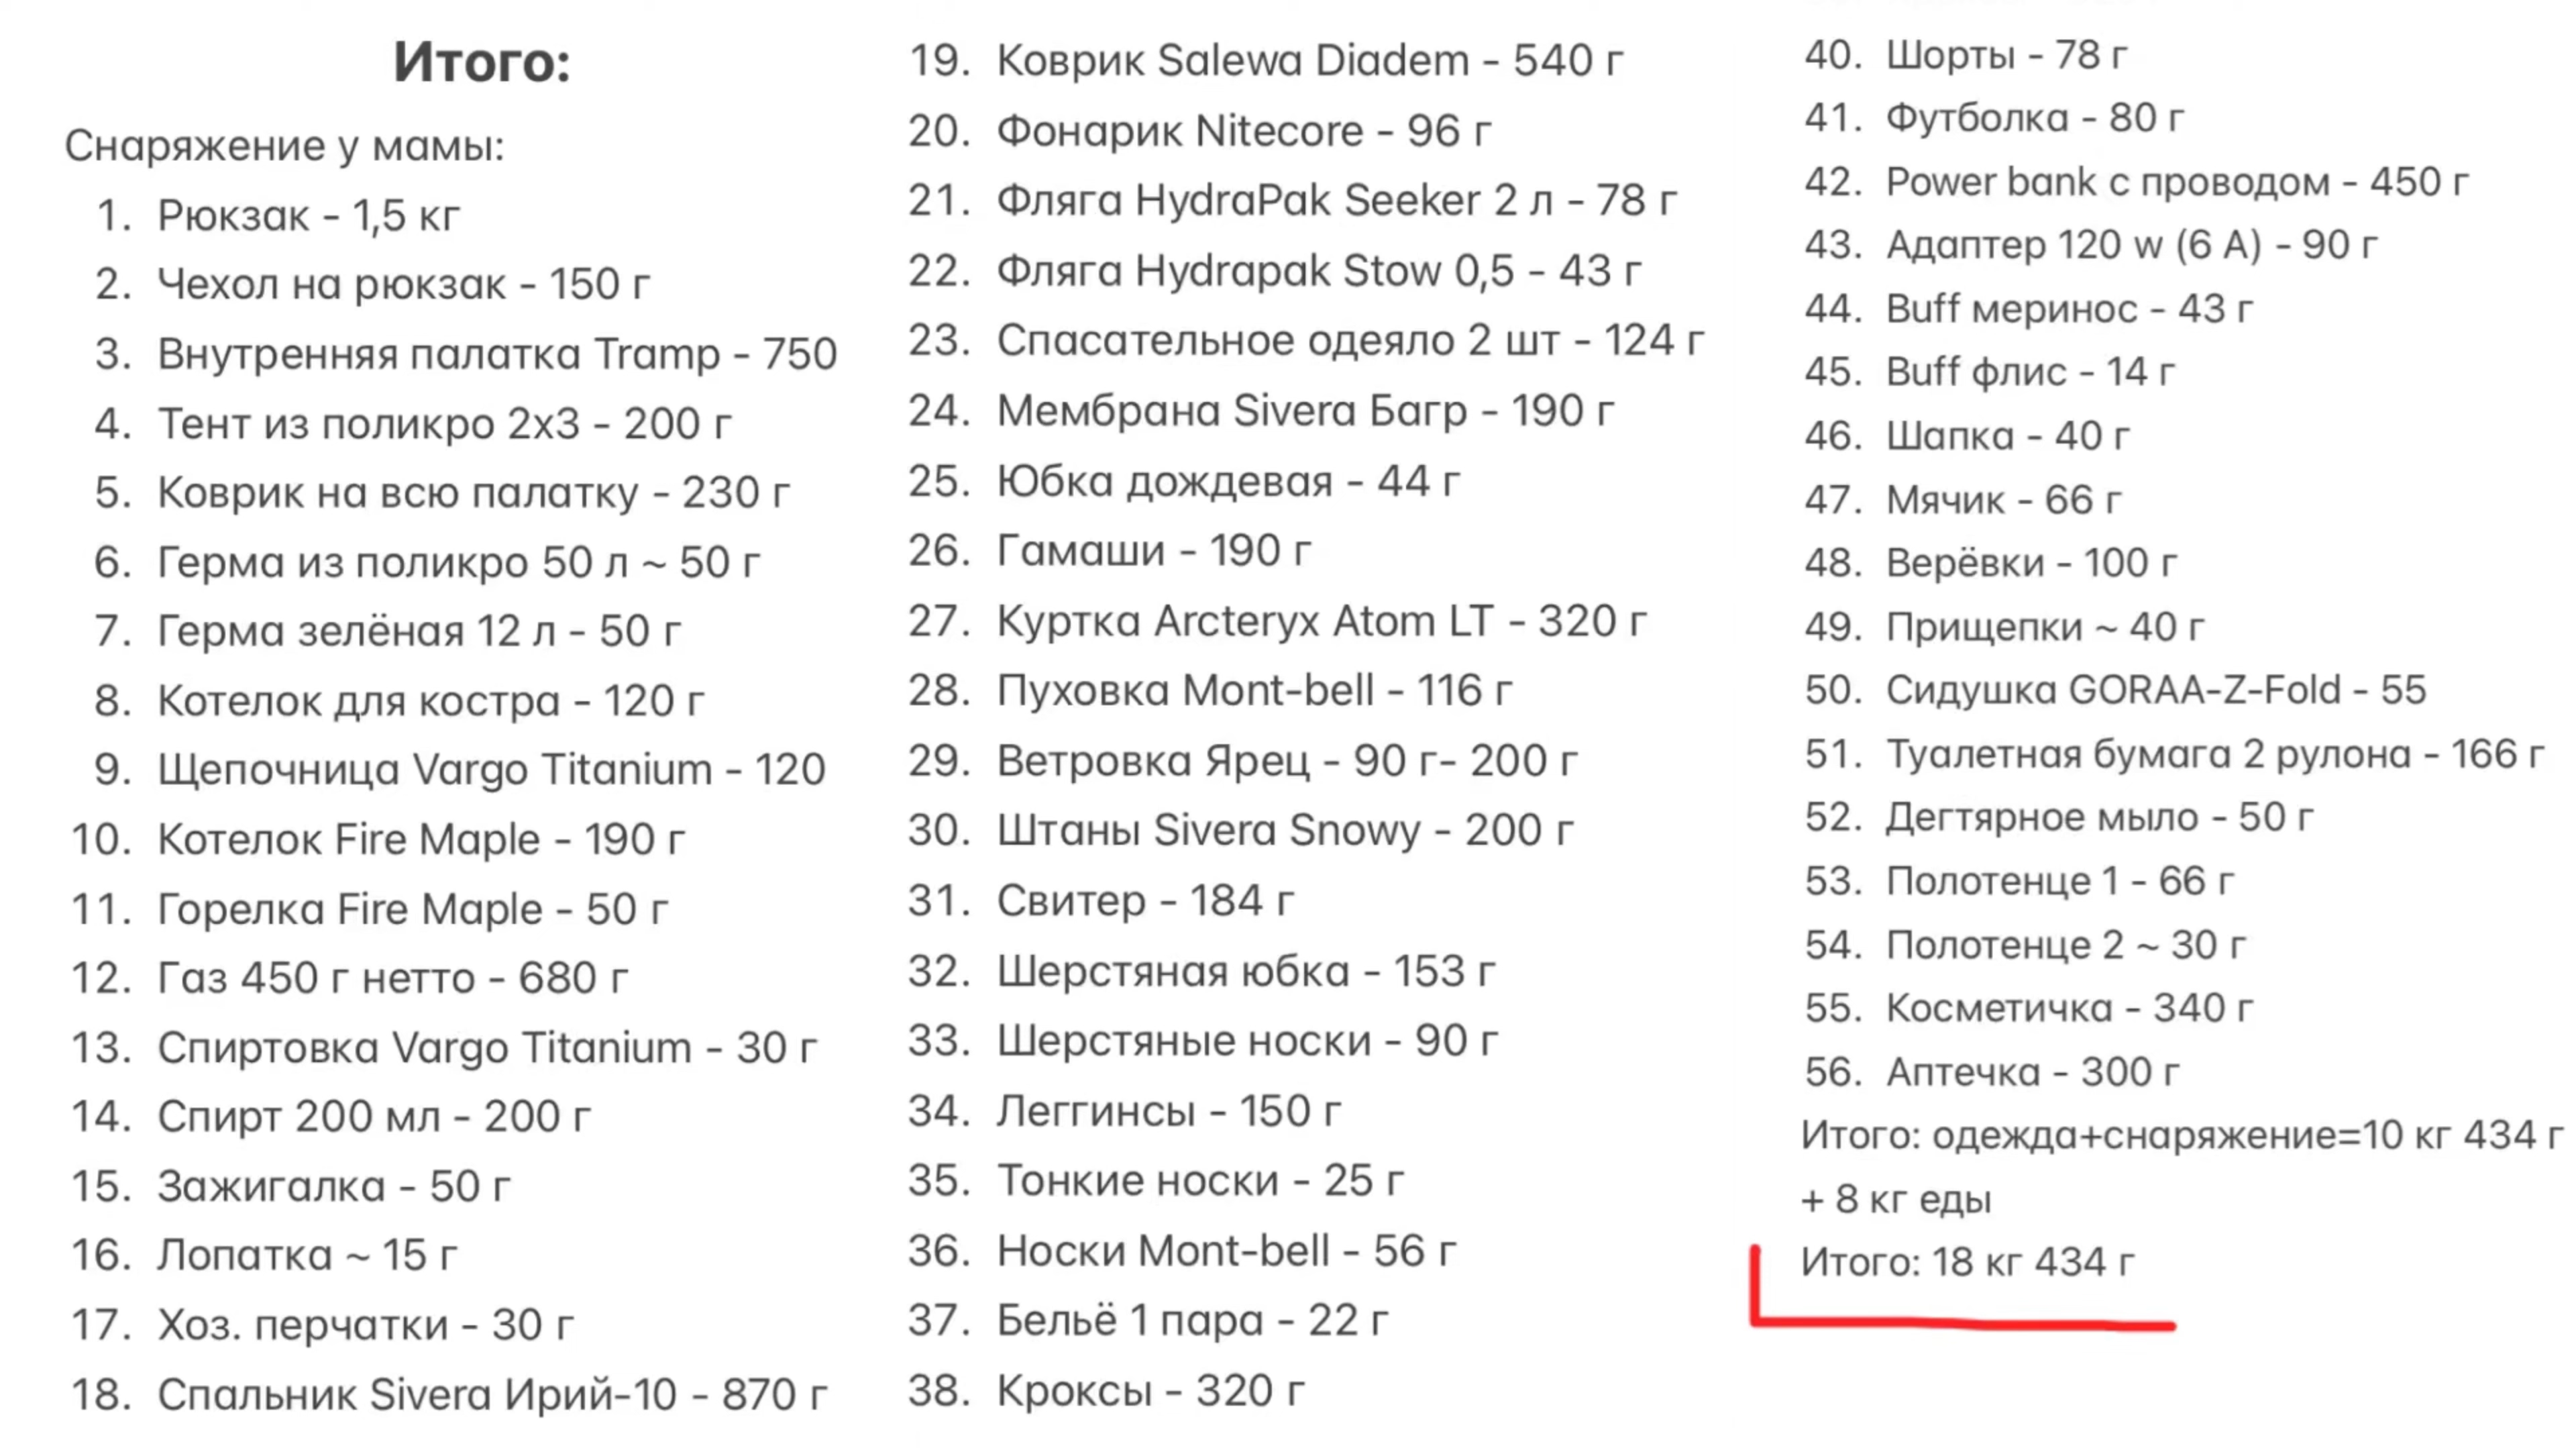 Итого:
Снаряжение у мамы:
1. Рюкзак - 1,5 кг
2. Чехол на рюкзак - 150 г
3. Внутренняя палатка Tramp - 750
4. Тент из поликро 2х3 - 200 г
5. Коврик на всю палатку - 230 г
6. Герма из поликро 50 л ~ 50 г
7. Герма зелёная 12 л - 50 г
8. Котелок для костра - 120 г
9. Щепочница Vargo Titanium - 120
10. Котелок Fire Maple - 190 г
11. Горелка Fire Maple - 50 г
12. Газ 450 г нетто - 680 г
13. Спиртовка Vargo Titanium - 30 г
14. Спирт 200 мл - 200 г
15. Зажигалка - 50 г
16. Лопатка ~ 15 г
17. Хоз. перчатки - 30 г
18. Спальник Sivera Ирий-10 - 870 г
19. Коврик Salewa Diadem - 540 г
20. Фонарик Nitecore - 96 г
21. Фляга HydraPak Seeker 2 л - 78 г
22. Фляга Hydrapak Stow 0,5 - 43 г
23. Спасательное одеяло 2 шт - 124 г
24. Мембрана Sivera Багр - 190 г
25. Юбка дождевая - 44 г
26. Гамаши - 190 г
27. Куртка Arcteryx Atom LT - 320 г
28. Пуховка Mont-bell - 116 г
29. Ветровка Ярец - 90 г- 200 г
30. Штаны Sivera Snowy - 200 г
31. Свитер - 184 г
32. Шерстяная юбка - 153 г
33. Шерстяные носки - 90 г
34. Леггинсы - 150 г
35. Тонкие носки - 25 г
36. Носки Mont-bell - 56 г
37. Бельё 1 пара - 22 г
38. Кроксы - 320 г
40. Шорты - 78 г
41. Футболка - 80 г
42. Power bank с проводом - 450 г
43. Адаптер 120 w (6 A) - 90 г
44. Buff меринос - 43 г
45. Buff флис - 14 г
46. Шапка - 40 г
47. Мячик - 66 г
48. Верёвки - 100 г
49. Прищепки ~ 40 г
50. Сидушка GORAA-Z-Fold - 55
51. Туалетная бумага 2 рулона - 166 г
52. Дегтярное мыло - 50 г
53. Полотенце 1 - 66 г
54. Полотенце 2 ~ 30 г
55. Косметичка - 340 г
56. Аптечка - 300 г
Итого: одежда+снаряжение=10 кг 434 г
+ 8 кг еды
Итого: 18 кг 434 г